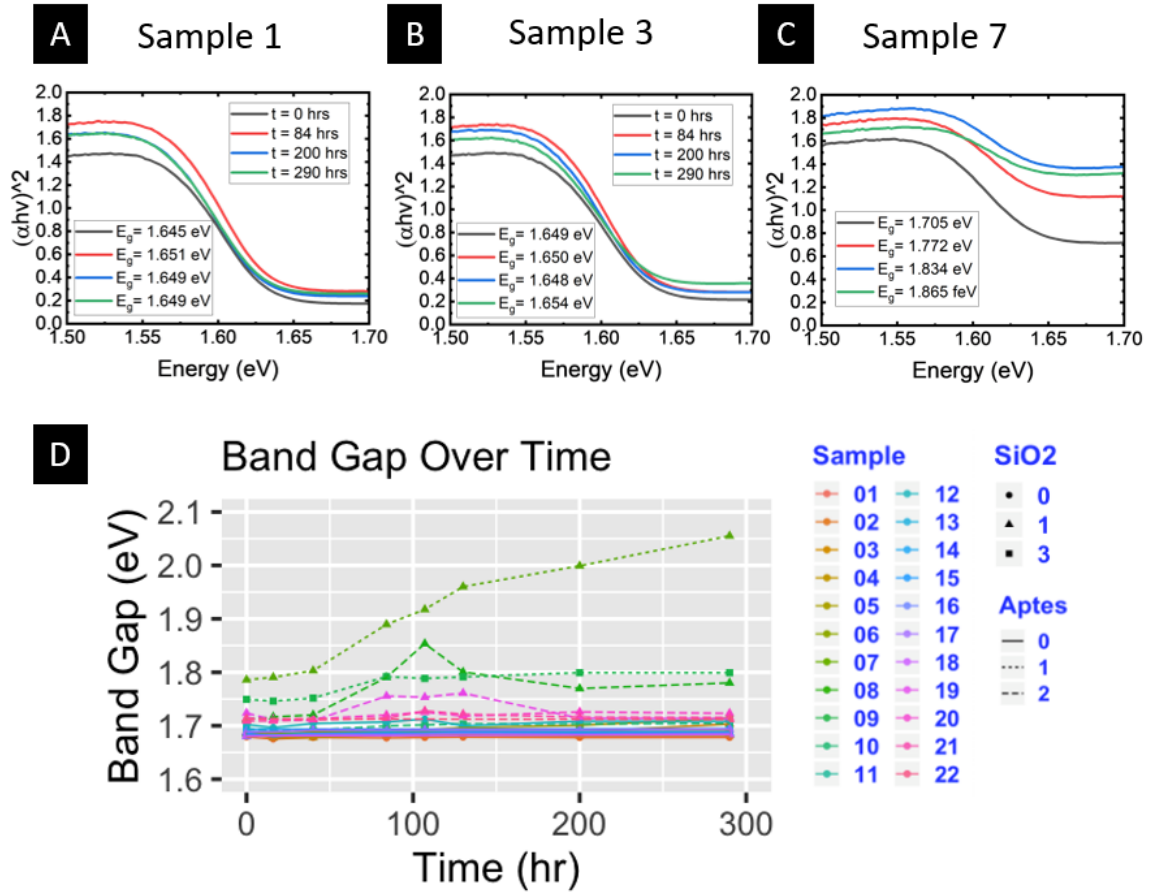 A Sample 1
B Sample 3
C Sample 7
(αhv)^2
2.0
1.8
1.6
1.4
1.2
1.0
0.8
0.6
0.4
0.2
0.0
t = 0 hrs
t = 84 hrs
t = 200 hrs
t = 290 hrs
Eg= 1.645 eV
Eg= 1.651 eV
Eg= 1.649 eV
Eg= 1.649 eV
1.50 1.55 1.60 1.65 1.70
Energy (eV)
(αhv)^2
2.0
1.8
1.6
1.4
1.2
1.0
0.8
0.6
0.4
0.2
0.0
t = 0 hrs
t = 84 hrs
t = 200 hrs
t = 290 hrs
Eg= 1.649 eV
Eg= 1.650 eV
Eg= 1.648 eV
Eg= 1.654 eV
1.50 1.55 1.60 1.65 1.70
Energy (eV)
(αhv)^2
2.0
1.8
1.6
1.4
1.2
1.0
0.8
0.6
0.4
0.2
0.0
Eg= 1.705 eV
Eg= 1.772 eV
Eg= 1.834 eV
Eg= 1.865 feV
1.50 1.55 1.60 1.65 1.70
Energy (eV)
D
Band Gap Over Time
Band Gap (eV)
2.1
2.0
1.9
1.8
1.7
1.6
0 100 200 300
Time (hr)
Sample
01 12
02 13
03 14
04 15
05 16
06 17
07 18
08 19
09 20
10 21
11 22
SiO2
0
1
3
Aptes
0
1
2